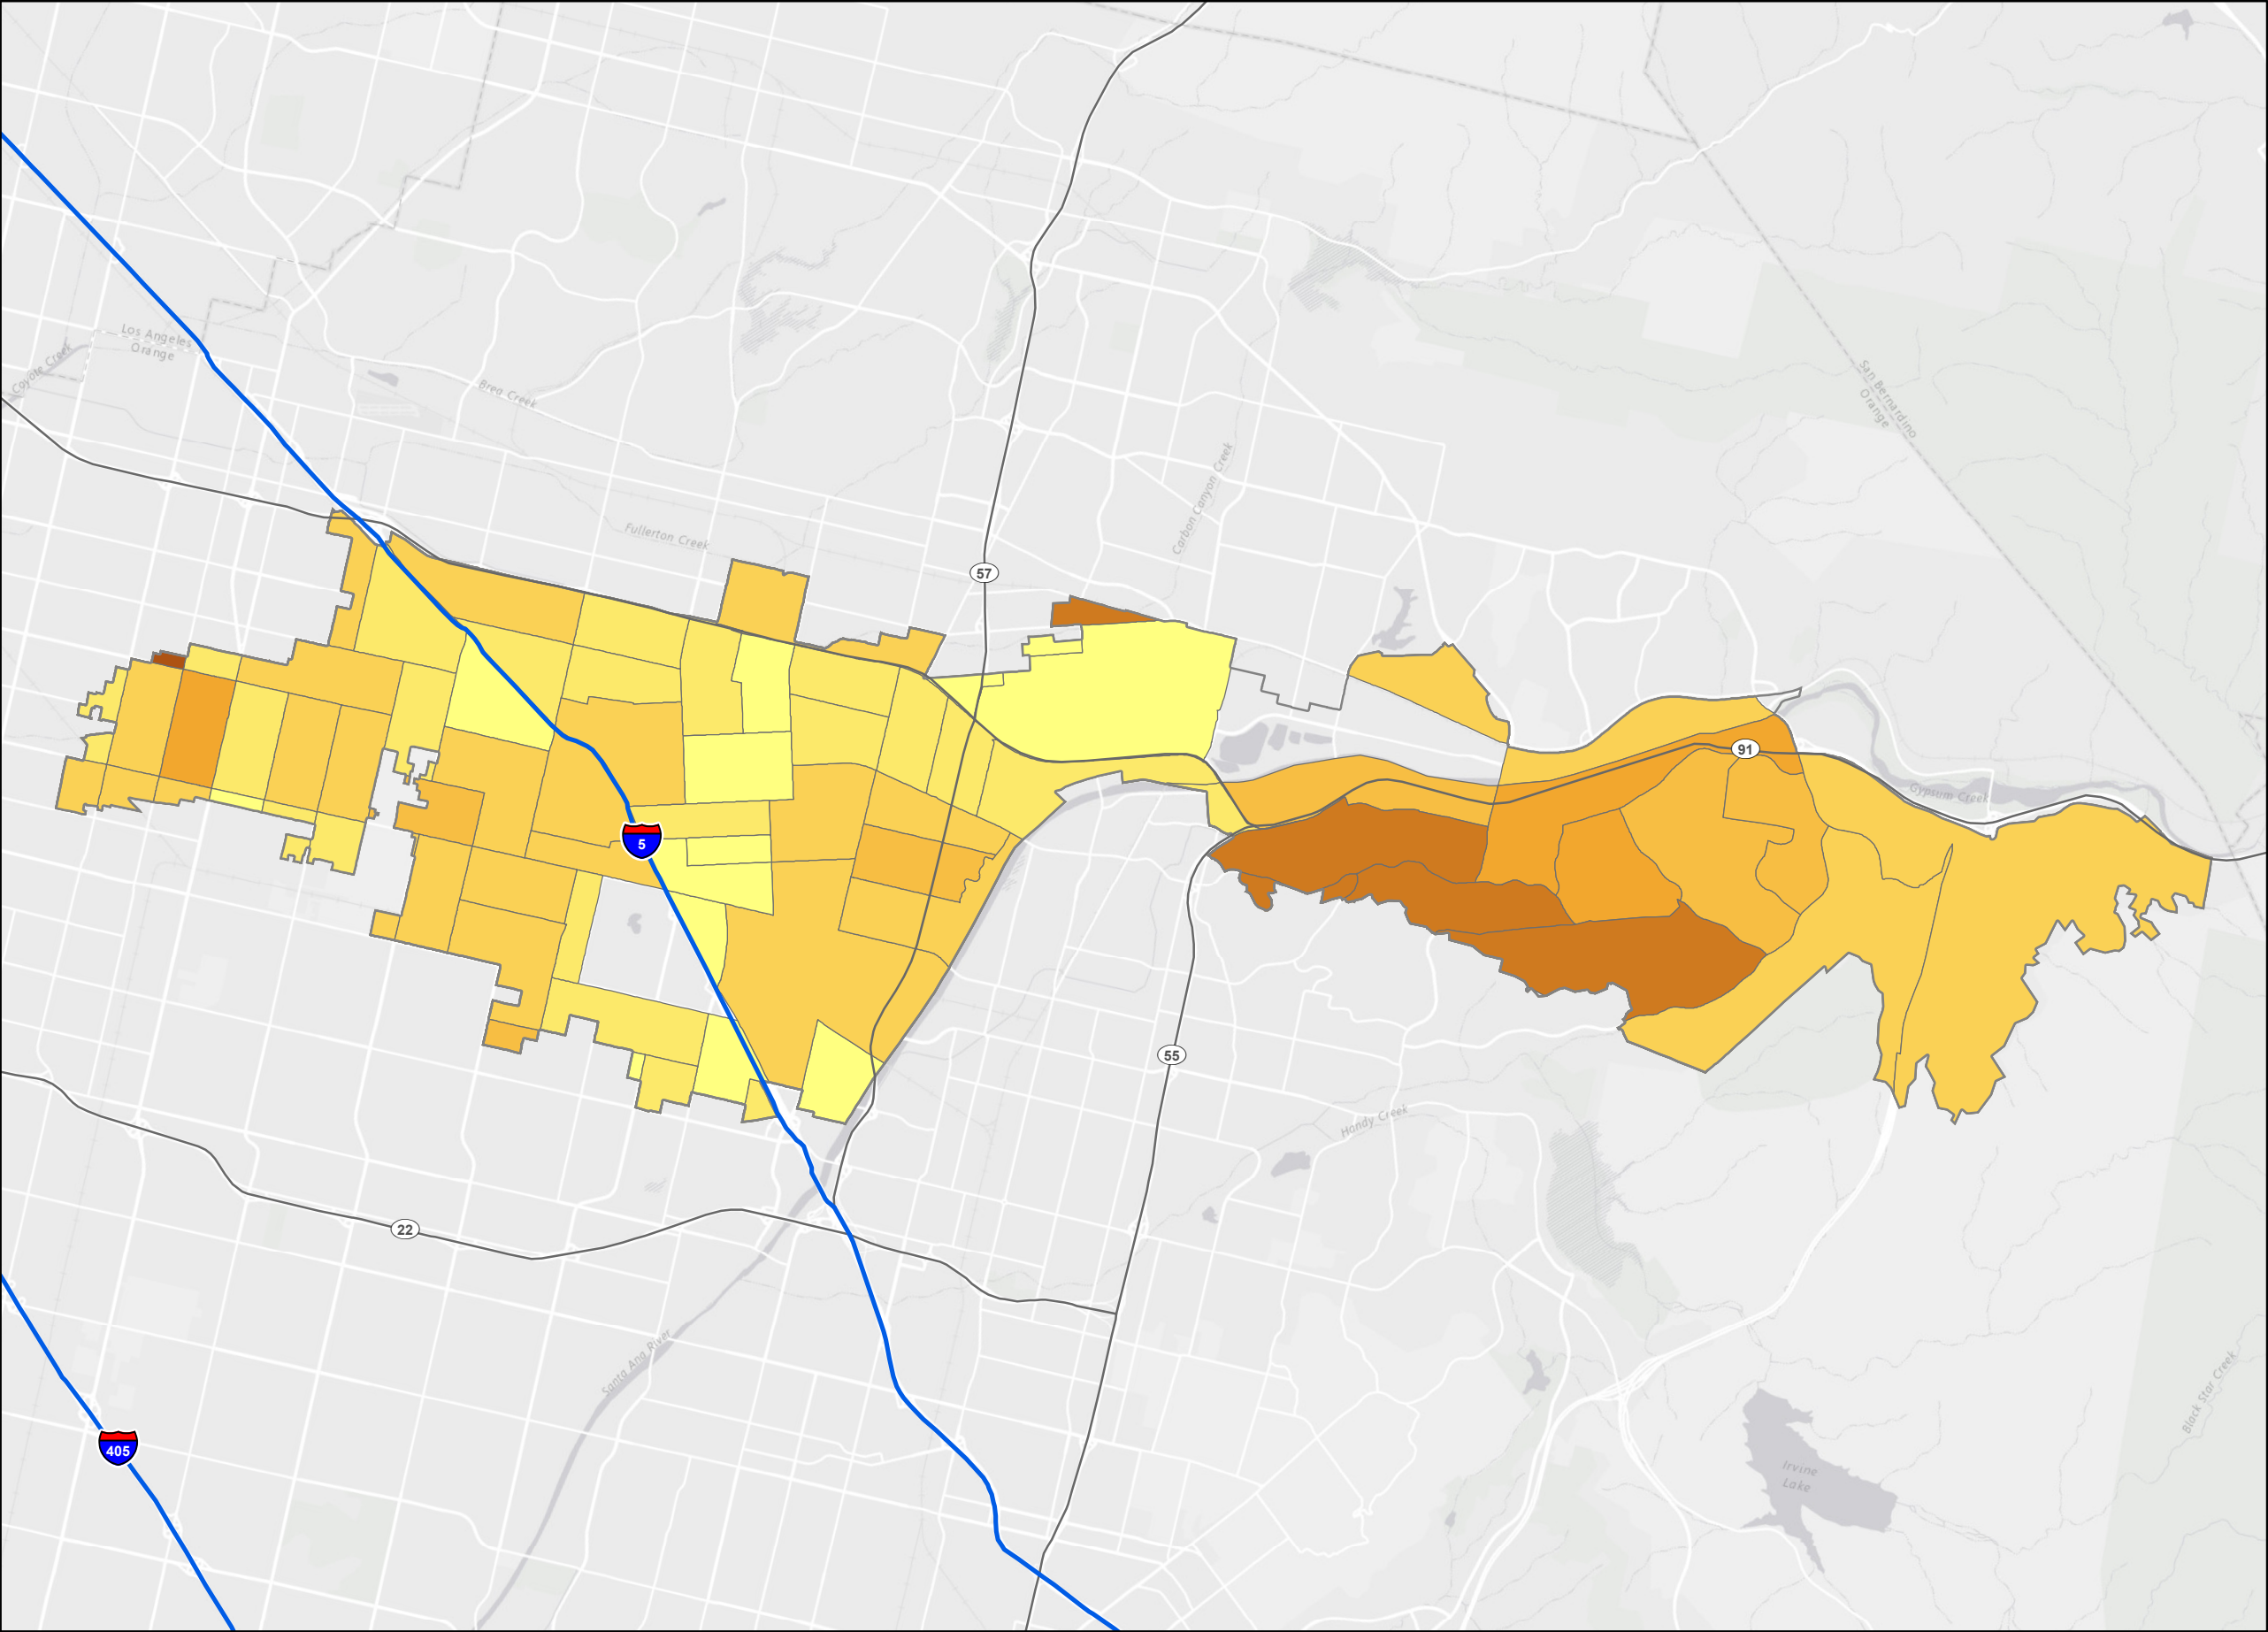 Los Angeles
Orange
Coyote Creek
Brea Creek
San Bernardino
Orange
Carbon Canyon Creek
Fullerton Creek
57
91
Gypsum Creek
5
55
Handy Creek
22
Santa Ana River
Black Star Creek
405
Irvine
Lake